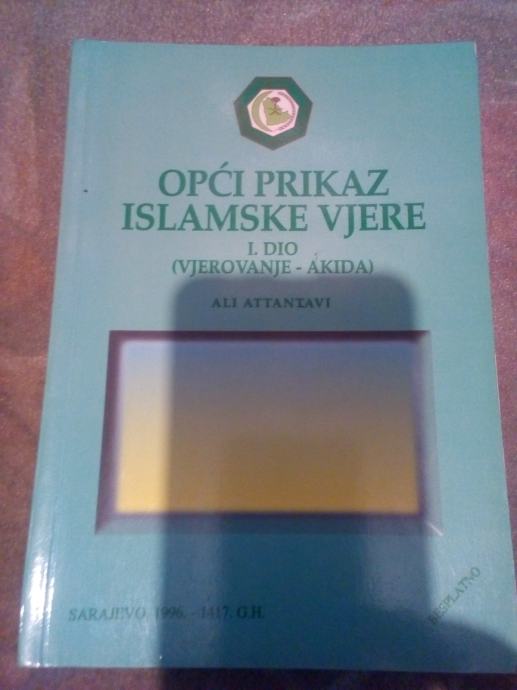 OPĆI PRIKAZ
ISLAMSKE VJERE
I. DIO
(VJEROVANJE - AKIDA)
ALI ATTANTAVI
SARAJEVO, 1996. - 1417. G.H.
BESPLATNO